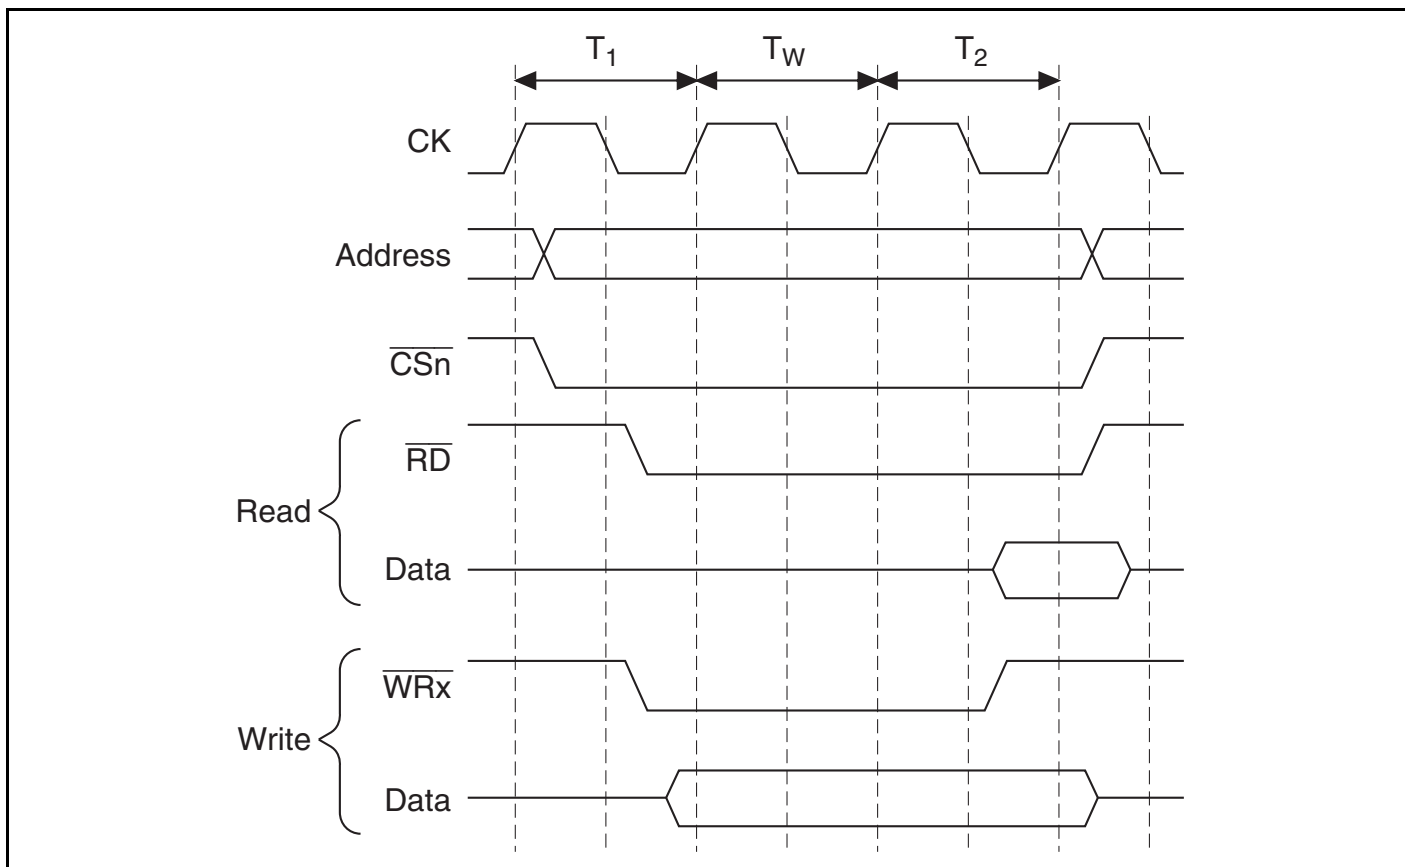 T1 TW T2
CK
Address
CSn
RD
Read
Data
WRx
Write
Data